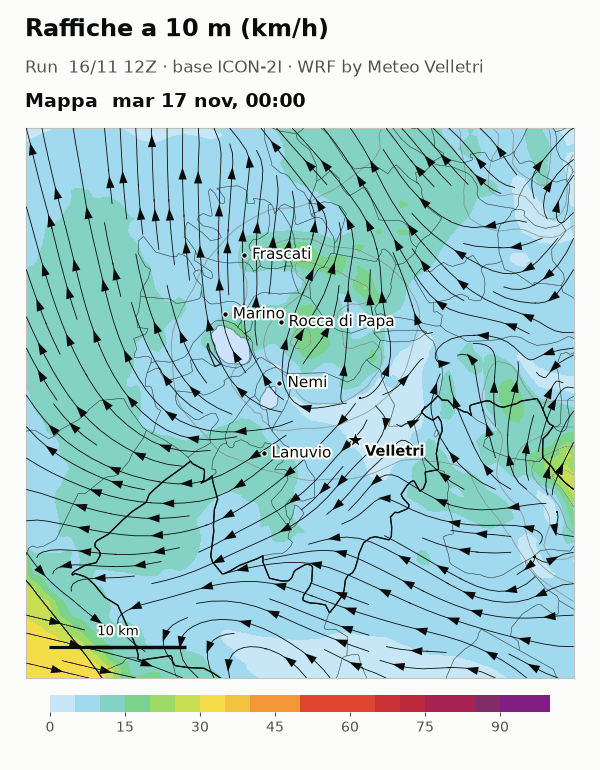 Raffiche a 10 m (km/h)
Run  16/11 12Z · base ICON-2I · WRF by Meteo Velletri
Mappa  mar 17 nov, 00:00
Frascati
Marino
Rocca di Papa
Nemi
Velletri
Lanuvio
10 km
0 15 30 45 60 75 90